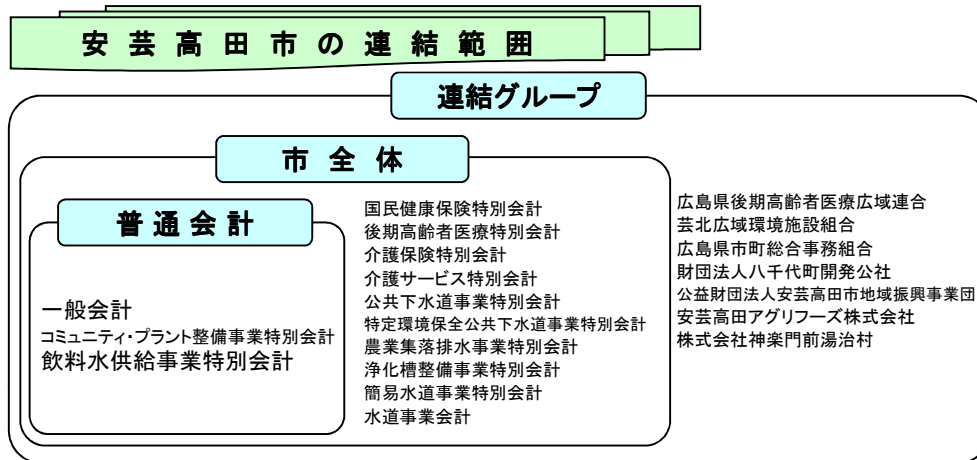 安芸高田市の連結範囲
連結グループ
市全体
普通会計
一般会計
コミュニティ・プラント整備事業特別会計
飲料水供給事業特別会計
国民健康保険特別会計
後期高齢者医療特別会計
介護保険特別会計
介護サービス特別会計
公共下水道事業特別会計
特定環境保全公共下水道事業特別会計
農業集落排水事業特別会計
浄化槽整備事業特別会計
簡易水道事業特別会計
水道事業会計
広島県後期高齢者医療広域連合
芸北広域環境施設組合
広島県市町総合事務組合
財団法人八千代町開発公社
公益財団法人安芸高田市地域振興事業団
安芸高田アグリフーズ株式会社
株式会社神楽門前湯治村